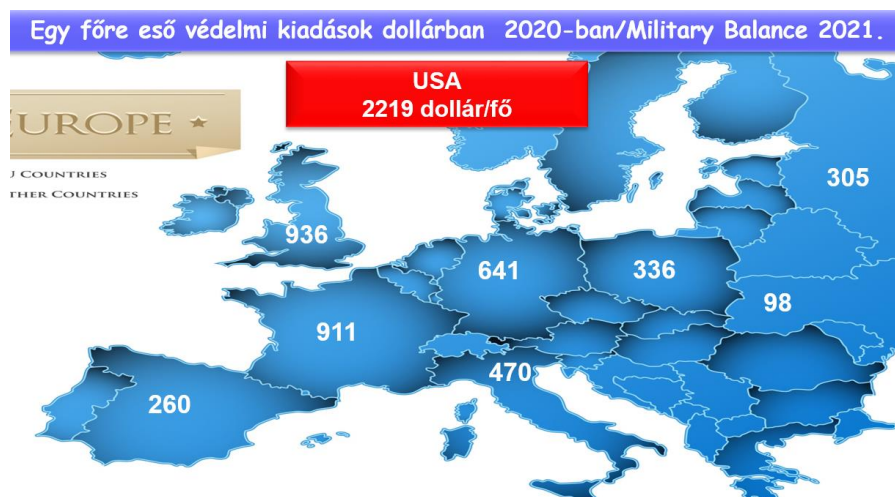 Egy főre eső védelmi kiadások dollárban 2020-ban/Military Balance 2021.
USA
2219 dollár/fő
EUROPE
U COUNTRIES
THER COUNTRIES
305
936
641
336
98
911
470
260